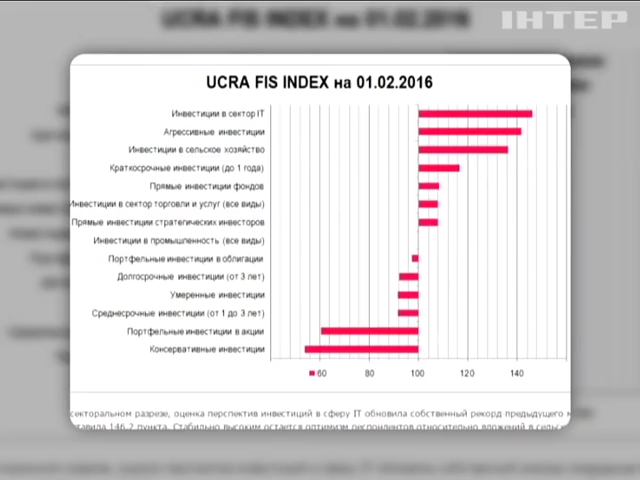 ІНТЕР
UCRA FIS INDEX на 01.02.2016
Инвестиции в сектор IT
Агрессивные инвестиции
Инвестиции в сельское хозяйство
Краткосрочные инвестиции (до 1 года)
Прямые инвестиции фондов
Инвестиции в сектор торговли и услуг (все виды)
Прямые инвестиции стратегических инвесторов
Инвестиции в промышленность (все виды)
Портфельные инвестиции в облигации
Долгосрочные инвестиции (от 3 лет)
Умеренные инвестиции
Среднесрочные инвестиции (от 1 до 3 лет)
Портфельные инвестиции в акции
Консервативные инвестиции
60 80 100 120 140
секторальном разрезе, оценка перспектив инвестиций в сферу IT обновила собственный рекорд предыдущего
146,2 пункта. Стабильно высоким остается оптимизм респондентов относительно вложений в